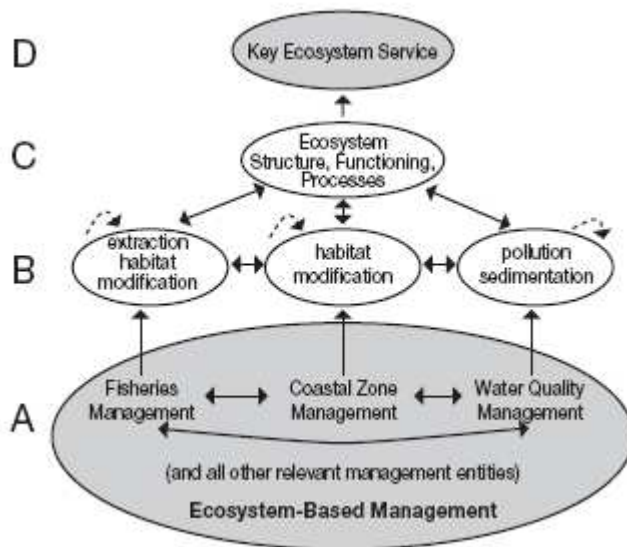 D
Key Ecosystem Service
C
Ecosystem
Structure, Functioning,
Processes
B
extraction
habitat
modification
habitat
modification
pollution
sedimentation
A
Fisheries
Management
Coastal Zone
Management
Water Quality
Management
(and all other relevant management entities)
Ecosystem-Based Management